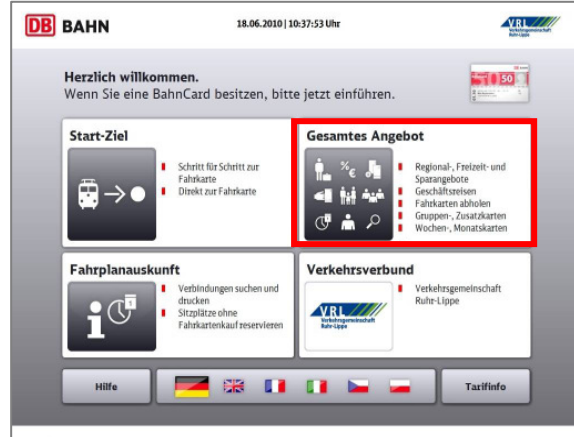 DB BAHN
18.06.2010 | 10:37:53 Uhr
VRL
Verkehrsgemeinschaft
Ruhr-Lippe
Herzlich willkommen.
Wenn Sie eine BahnCard besitzen, bitte jetzt einführen.
50
Start-Ziel
Schritt für Schritt zur
Fahrkarte
Direkt zur Fahrkarte
Gesamtes Angebot
%
€
Regional-, Freizeit- und
Sparangebote
Geschäftsreisen
Fahrkarten abholen
Gruppen-, Zusatzkarten
Wochen-, Monatskarten
Fahrplanauskunft
Verbindungen suchen und
drucken
Sitzplätze ohne
Fahrkartenkauf reservieren
Verkehrsverbund
VRL
Verkehrsgemeinschaft
Ruhr-Lippe
Verkehrsgemeinschaft
Ruhr-Lippe
Hilfe
Tarifinfo